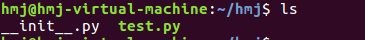 hmj@hmj-virtual-machine:~/hmj$ ls
__init__.py  test.py